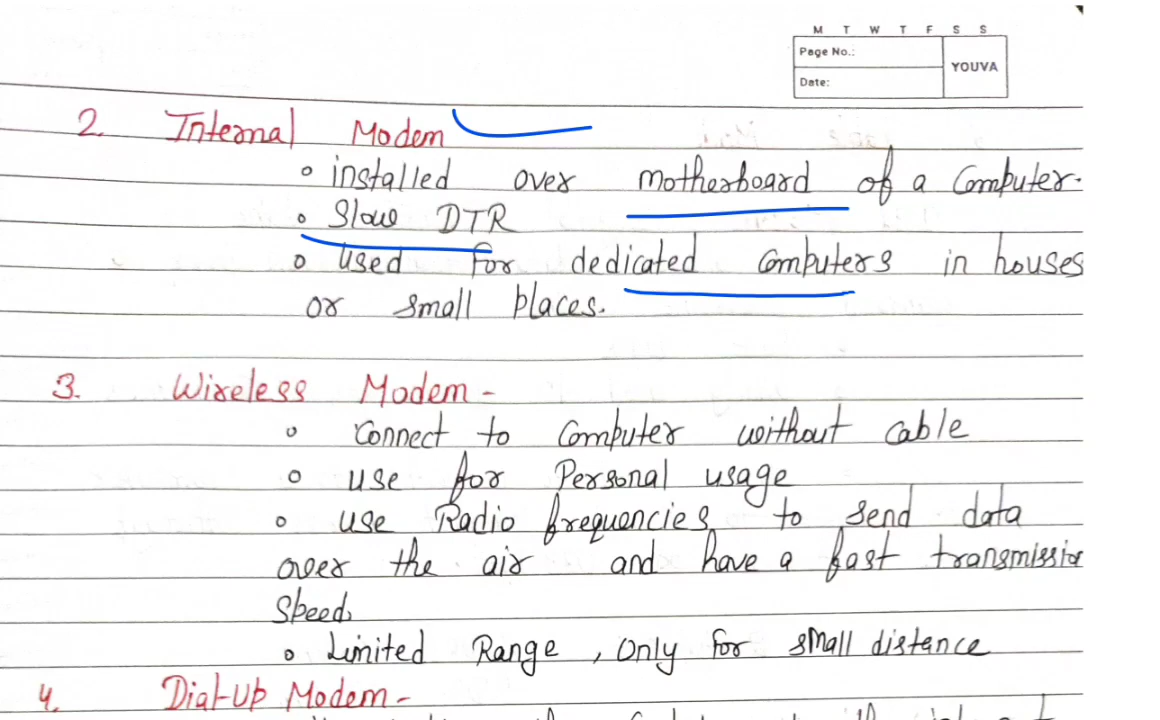 M T W T F S S
Page No.:
YOUVA
Date:
2. Internal Modem
o installed over motherboard of a Computer.
o Slow DTR
o used for dedicated Computers in houses
or small places.
3. Wireless Modem -
o Connect to Computer without cable
o use for Personal usage
o use Radio frequencies to send data
over the air and have a fast transmission
Speed.
o Limited Range, Only for small distance
4. Dial-Up Modem -